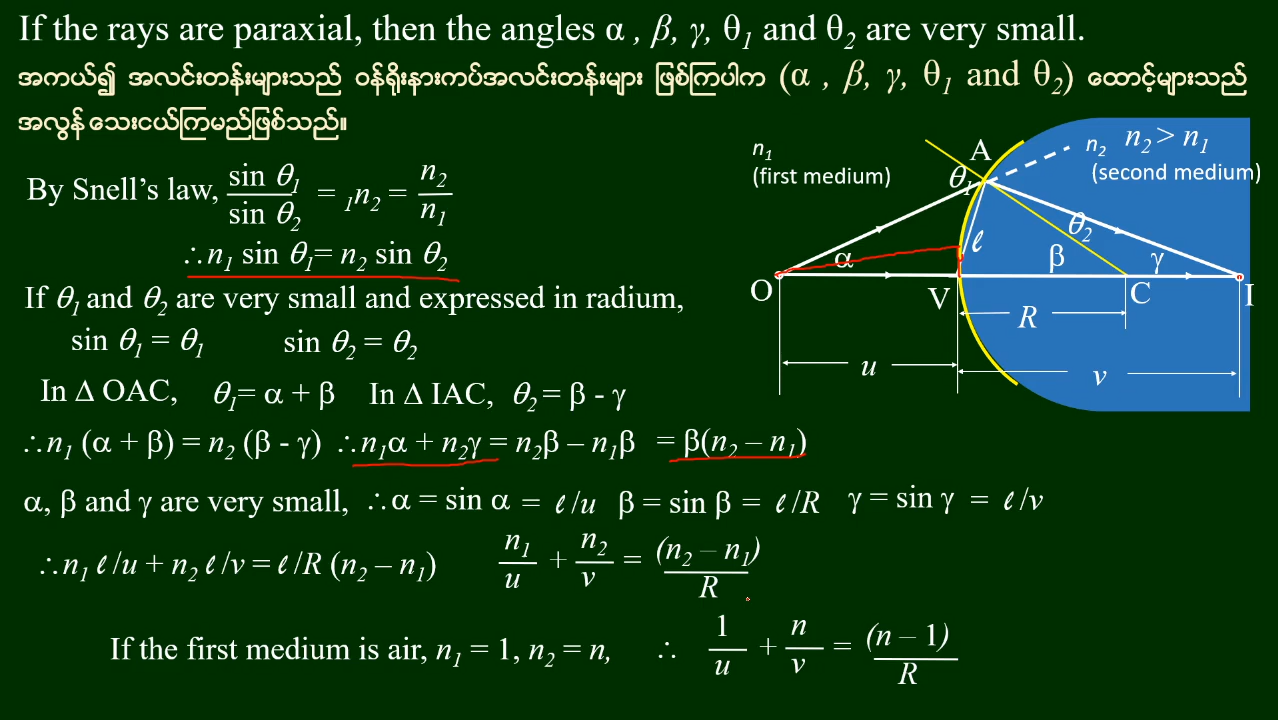 If the rays are paraxial, then the angles α , β, γ, θ1 and θ2 are very small.
အကယ်၍ အလင်းတန်းများသည် ဝန်ရိုးနားကပ်အလင်းတန်းများ ဖြစ်ကြပါက (α , β, γ, θ1 and θ2) ထောင့်များသည်
အလွန် သေးငယ်ကြမည်ဖြစ်သည်။
By Snell’s law, sin θ1 / sin θ2 = 1n2 = n2 / n1
∴n1 sin θ1= n2 sin θ2
If θ1 and θ2 are very small and expressed in radium,
sin θ1 = θ1 sin θ2 = θ2
In Δ OAC, θ1= α + β In Δ IAC, θ2 = β - γ
∴n1 (α + β) = n2 (β - γ) ∴n1α + n2γ = n2β – n1β = β(n2 – n1)
α, β and γ are very small, ∴α = sin α = ℓ /u β = sin β = ℓ /R γ = sin γ = ℓ /v
∴n1 ℓ /u + n2 ℓ /v = ℓ /R (n2 – n1) n1 / u + n2 / v = (n2 – n1) / R
If the first medium is air, n1 = 1, n2 = n, ∴ 1 / u + n / v = (n – 1) / R
n1
(first medium)
A
n2 n2 > n1
(second medium)
θ1
θ2
ℓ
α
β
γ
O
V
C
I
R
u
v